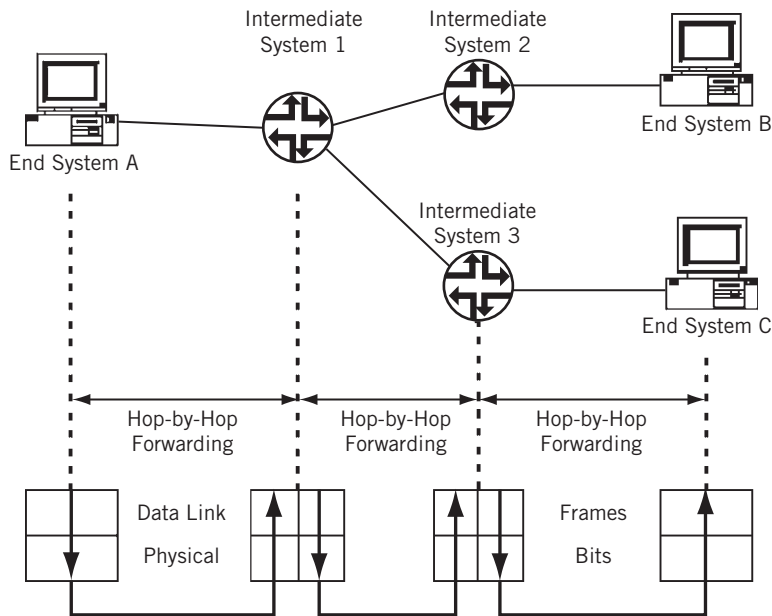 Intermediate
System 1
Intermediate
System 2
End System A
End System B
Intermediate
System 3
End System C
Hop-by-Hop
Forwarding
Hop-by-Hop
Forwarding
Hop-by-Hop
Forwarding
Data Link
Frames
Physical
Bits